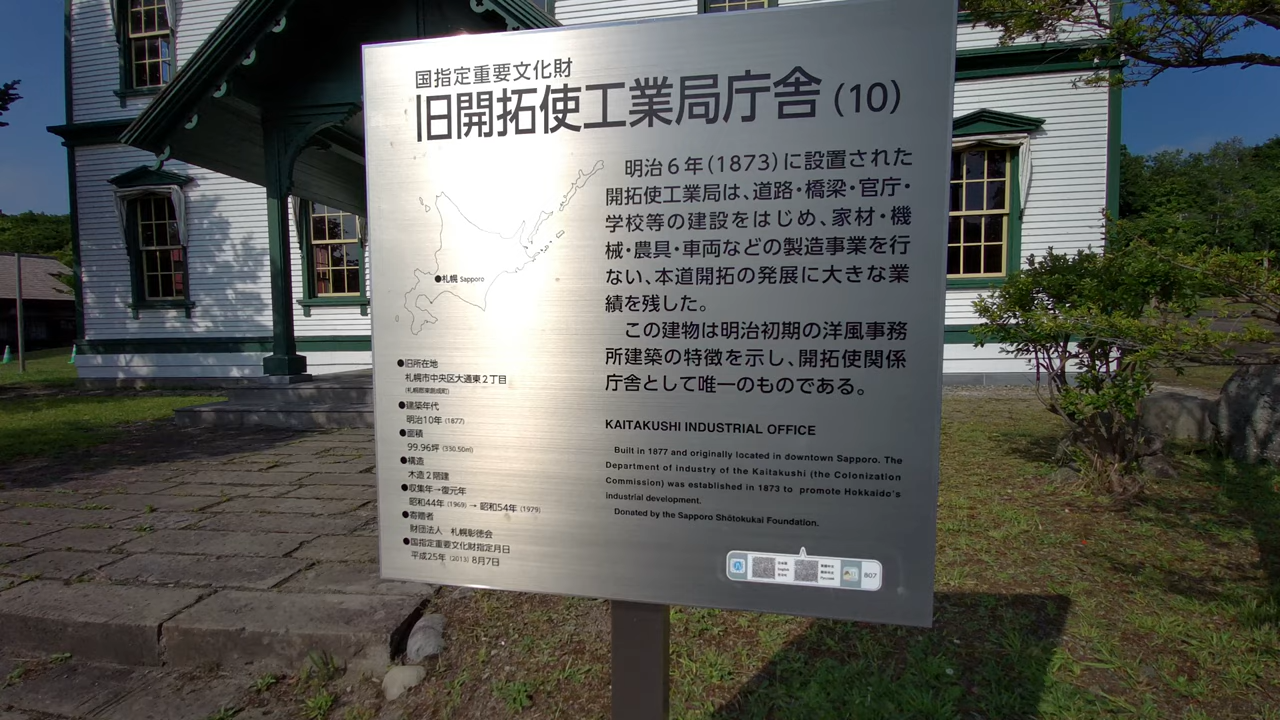 国指定重要文化財
旧開拓使工業局庁舎 (10)
明治6年(1873)に設置された
開拓使工業局は、道路・橋梁・官庁・
学校等の建設をはじめ、家材・機
械・農具・車両などの製造事業を行
ない、本道開拓の発展に大きな業
績を残した。
この建物は明治初期の洋風事務
所建築の特徴を示し、開拓使関係
庁舎として唯一のものである。
●札幌 Sapporo
●旧所在地
札幌市中央区大通東2丁目
●建築年代
明治10年 (1877)
●面積
99.96坪 (330.50㎡)
●構造
木造2階建
●収集年→復元年
昭和44年 (1969) → 昭和54年 (1979)
●寄贈者
財団法人 札幌彰徳会
●国指定重要文化財指定月日
平成25年 (2013) 8月7日
KAITAKUSHI INDUSTRIAL OFFICE
Built in 1877 and originally located in downtown Sapporo. The
Department of industry of the Kaitakushi (the Colonization
Commission) was established in 1873 to promote Hokkaido's
industrial development.
Donated by the Sapporo Shōtokukai Foundation.
807